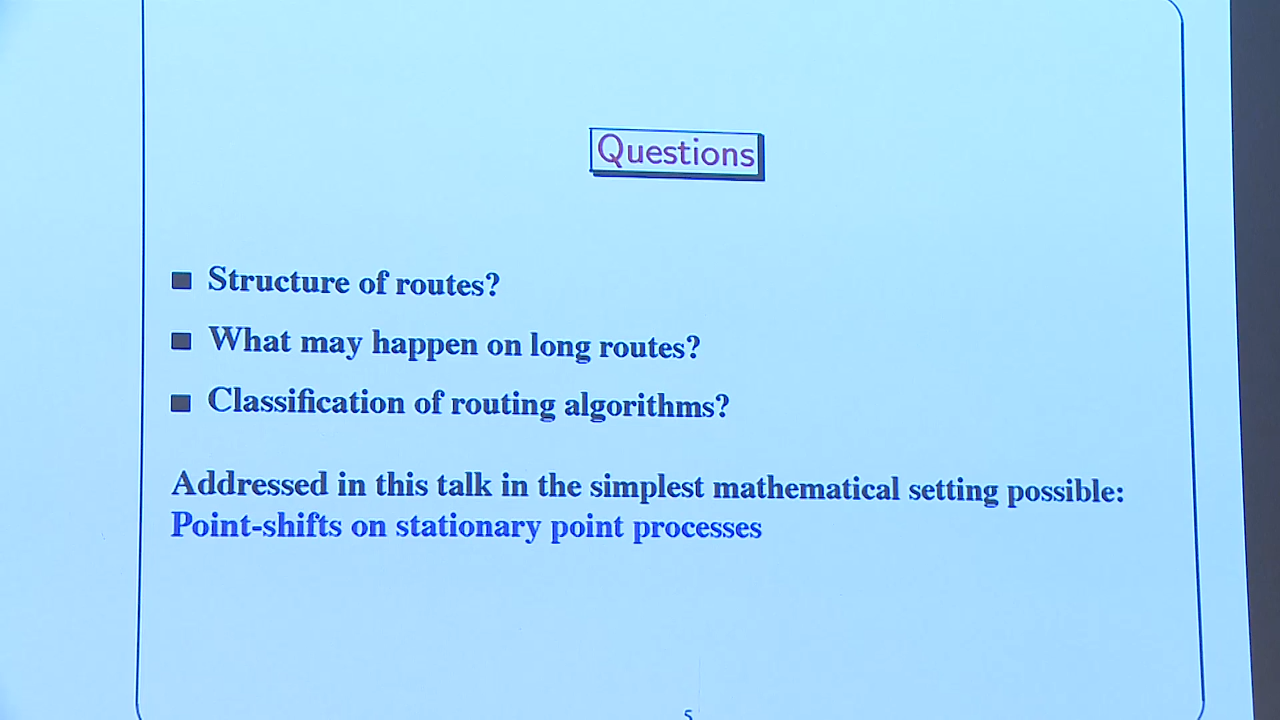 Questions
Structure of routes?
What may happen on long routes?
Classification of routing algorithms?
Addressed in this talk in the simplest mathematical setting possible:
Point-shifts on stationary point processes
5